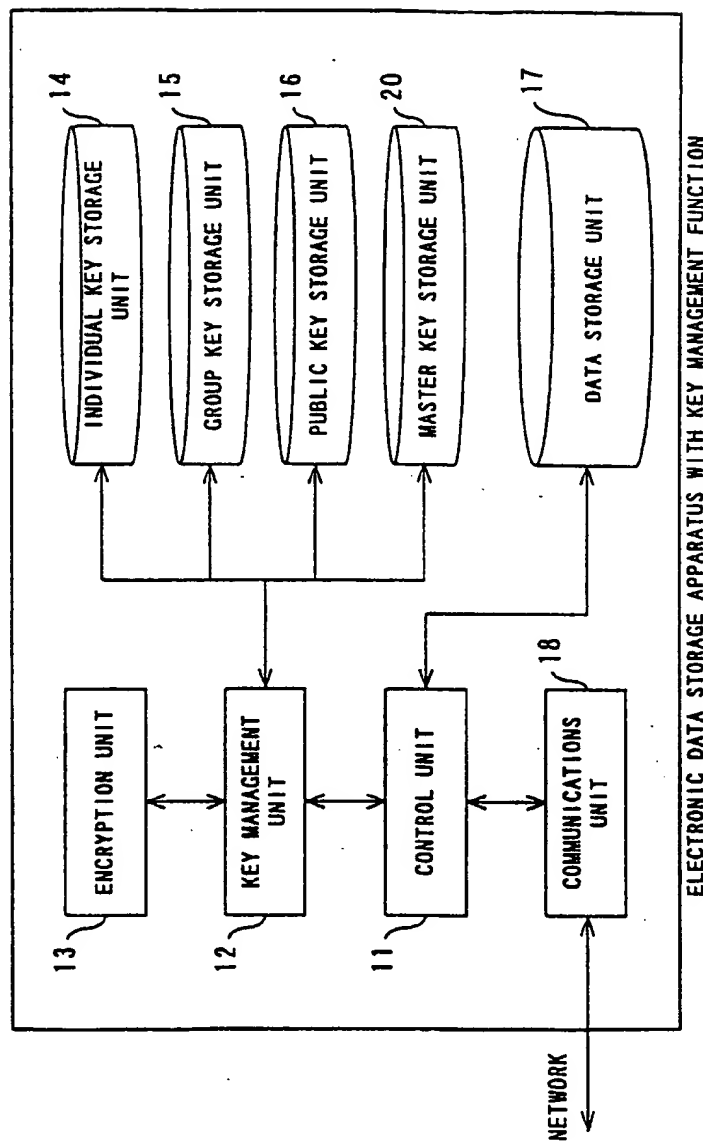 14
INDIVIDUAL KEY STORAGE
UNIT
15
GROUP KEY STORAGE UNIT
16
PUBLIC KEY STORAGE UNIT
20
MASTER KEY STORAGE UNIT
17
DATA STORAGE UNIT
13
ENCRYPTION UNIT
12
KEY MANAGEMENT
UNIT
11
CONTROL UNIT
18
COMMUNICATIONS
UNIT
NETWORK
ELECTRONIC DATA STORAGE APPARATUS WITH KEY MANAGEMENT FUNCTION